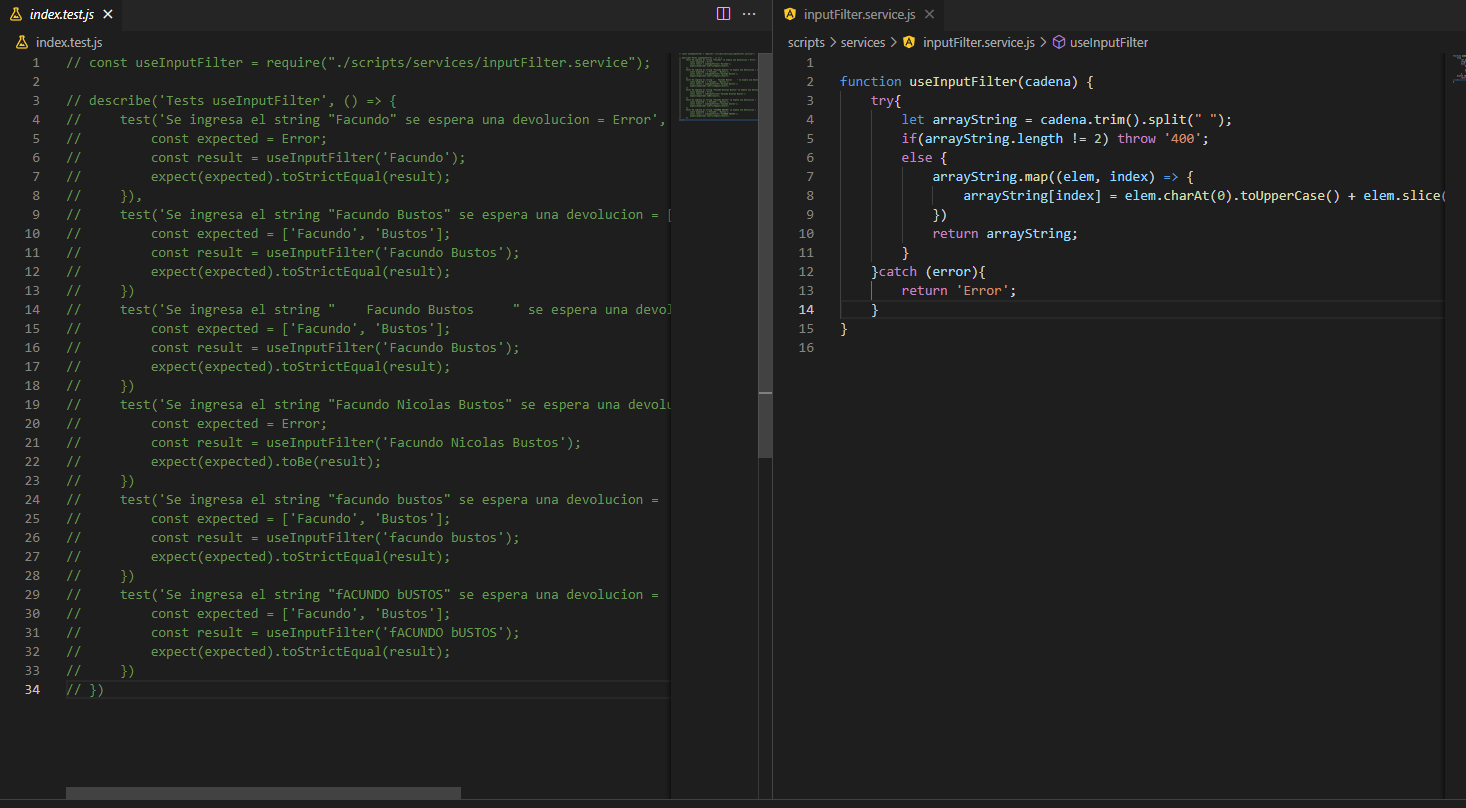 index.test.js
index.test.js
1 // const useInputFilter = require("./scripts/services/inputFilter.service");
2
3 // describe('Tests useInputFilter', () => {
4 //     test('Se ingresa el string "Facundo" se espera una devolucion = Error',
5 //         const expected = Error;
6 //         const result = useInputFilter('Facundo');
7 //         expect(expected).toStrictEqual(result);
8 //     }),
9 //     test('Se ingresa el string "Facundo Bustos" se espera una devolucion = [
10 //         const expected = ['Facundo', 'Bustos'];
11 //         const result = useInputFilter('Facundo Bustos');
12 //         expect(expected).toStrictEqual(result);
13 //     })
14 //     test('Se ingresa el string "    Facundo Bustos     " se espera una devol
15 //         const expected = ['Facundo', 'Bustos'];
16 //         const result = useInputFilter('Facundo Bustos');
17 //         expect(expected).toStrictEqual(result);
18 //     })
19 //     test('Se ingresa el string "Facundo Nicolas Bustos" se espera una devolu
20 //         const expected = Error;
21 //         const result = useInputFilter('Facundo Nicolas Bustos');
22 //         expect(expected).toBe(result);
23 //     })
24 //     test('Se ingresa el string "facundo bustos" se espera una devolucion =
25 //         const expected = ['Facundo', 'Bustos'];
26 //         const result = useInputFilter('facundo bustos');
27 //         expect(expected).toStrictEqual(result);
28 //     })
29 //     test('Se ingresa el string "fACUNDO bUSTOS" se espera una devolucion =
30 //         const expected = ['Facundo', 'Bustos'];
31 //         const result = useInputFilter('fACUNDO bUSTOS');
32 //         expect(expected).toStrictEqual(result);
33 //     })
34 // })
inputFilter.service.js
scripts > services > inputFilter.service.js > useInputFilter
1
2 function useInputFilter(cadena) {
3     try{
4         let arrayString = cadena.trim().split(" ");
5         if(arrayString.length != 2) throw '400';
6         else {
7             arrayString.map((elem, index) => {
8                 arrayString[index] = elem.charAt(0).toUpperCase() + elem.slice(
9             })
10             return arrayString;
11         }
12     }catch (error){
13         return 'Error';
14     }
15 }
16